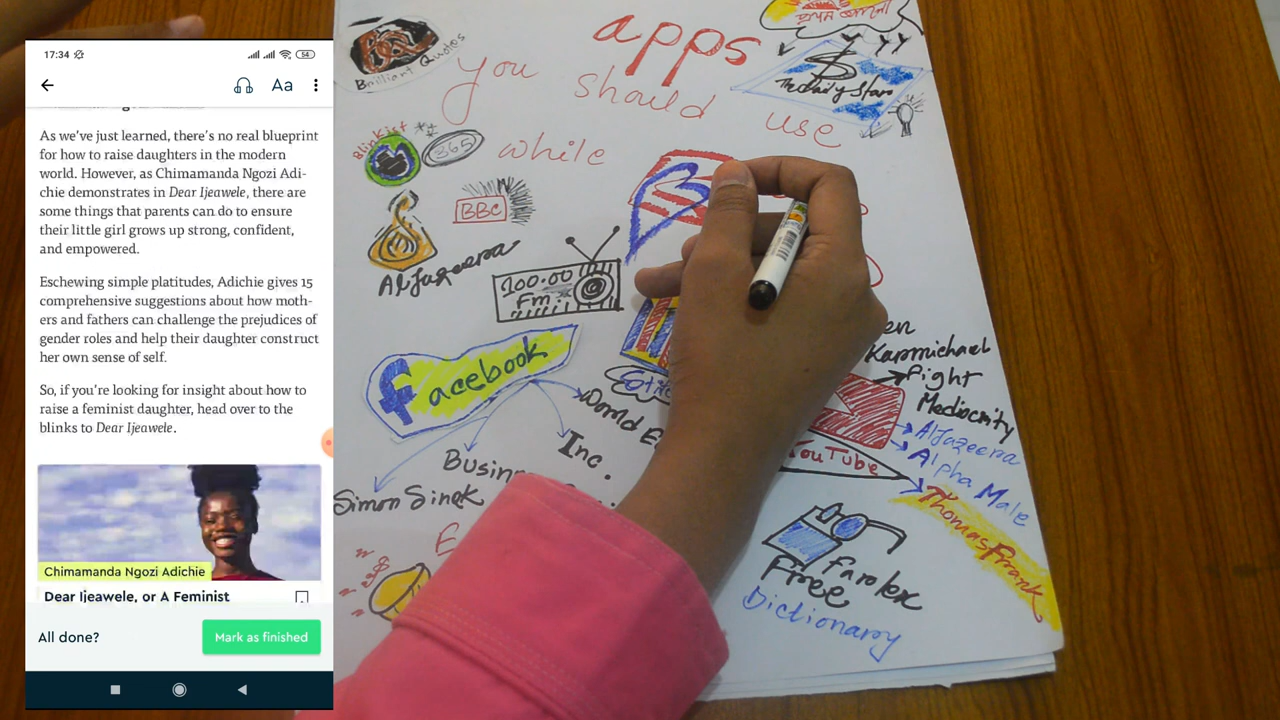 17:34
54
Aa
As we've just learned, there's no real blueprint
for how to raise daughters in the modern
world. However, as Chimamanda Ngozi Adi-
chie demonstrates in Dear Ijeawele, there are
some things that parents can do to ensure
their little girl grows up strong, confident,
and empowered.
Eschewing simple platitudes, Adichie gives 15
comprehensive suggestions about how moth-
ers and fathers can challenge the prejudices of
gender roles and help their daughter construct
her own sense of self.
So, if you're looking for insight about how to
raise a feminist daughter, head over to the
blinks to Dear Ijeawele.
Chimamanda Ngozi Adichie
Dear Ijeawele, or A Feminist
All done?
Mark as finished
apps
you should use
while
Brilliant Quotes
The Daily Star
Blinkist
365
BBC
AlJazeera
100.00
Fm.
facebook
World
Inc.
Simon Sinek
Karmichael
Fight
Mediocrity
AlJazeera
Alpha Male
Thomas Frank
YouTube
Free Farlex
Dictionary